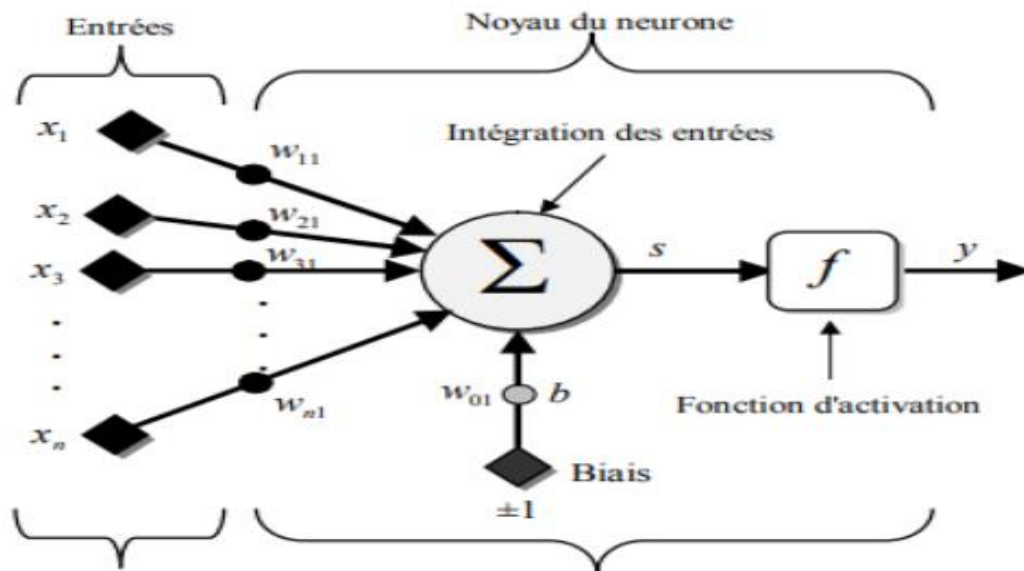 Entrées
Noyau du neurone
Intégration des entrées
x₁
w₁₁
x₂
w₂₁
x₃
w₃₁
Σ
s
f
y
xₙ
wₙ₁
w₀₁
b
Fonction d'activation
Biais
±1